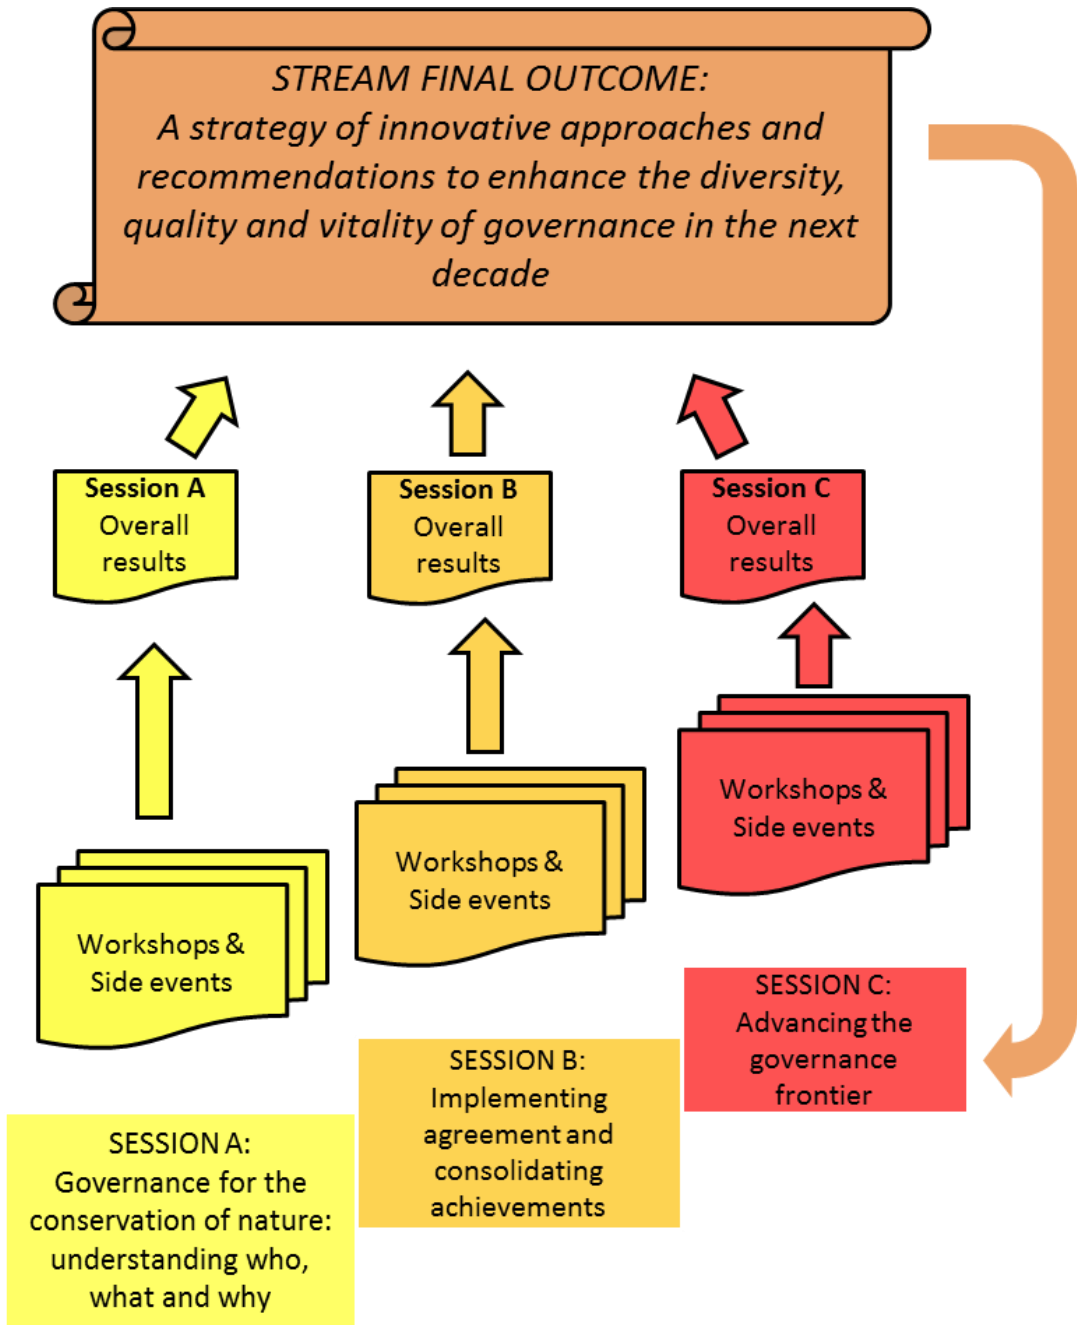 STREAM FINAL OUTCOME:
A strategy of innovative approaches and
recommendations to enhance the diversity,
quality and vitality of governance in the next
decade
Session A
Overall
results
Session B
Overall
results
Session C
Overall
results
Workshops &
Side events
Workshops &
Side events
Workshops &
Side events
SESSION A:
Governance for the
conservation of nature:
understanding who,
what and why
SESSION B:
Implementing
agreement and
consolidating
achievements
SESSION C:
Advancing the
governance
frontier